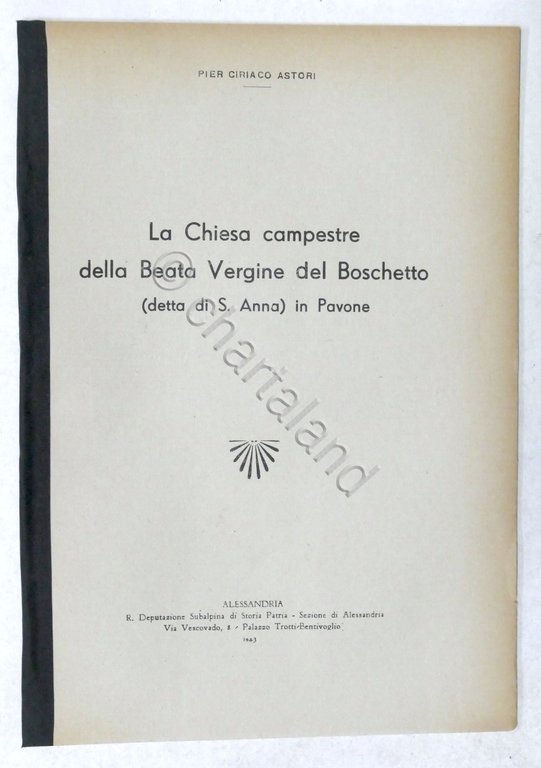 PIER CIRIACO ASTORI
La Chiesa campestre
della Beata Vergine del Boschetto
(detta di S. Anna) in Pavone
© chartaland
ALESSANDRIA
R. Deputazione Subalpina di Storia Patria - Sezione di Alessandria
Via Vescovado, 8 - Palazzo Trotti-Bentivoglio
1943